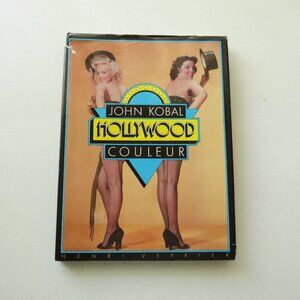 JOHN KOBAL
HOLLYWOOD
COULEUR
HENRI VEYRIER